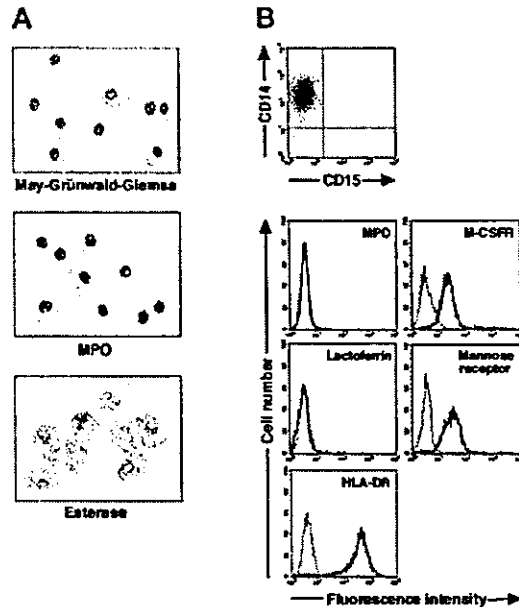 A
B
May-Grünwald-Giemsa
MPO
Esterase
CD14
CD15
MPO
M-CSFR
Lactoferrin
Mannose
receptor
HLA-DR
Cell number
Fluorescence intensity